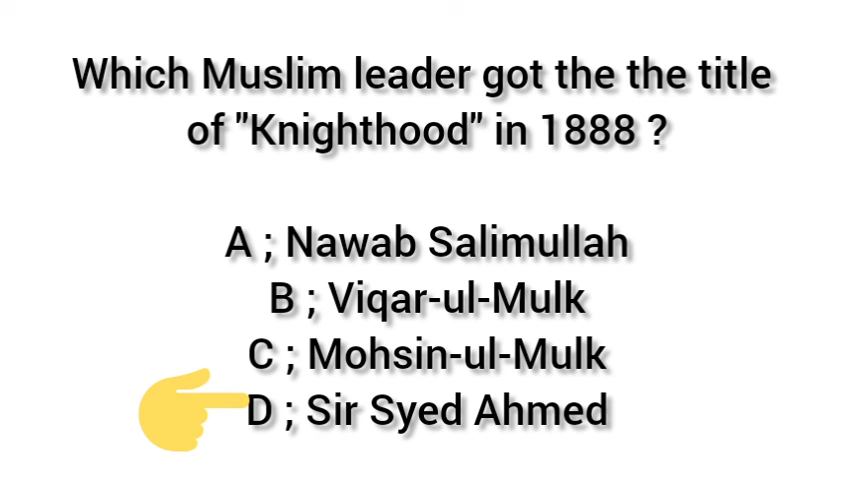 Which Muslim leader got the the title
of "Knighthood" in 1888 ?
A ; Nawab Salimullah
B ; Viqar-ul-Mulk
C ; Mohsin-ul-Mulk
D ; Sir Syed Ahmed